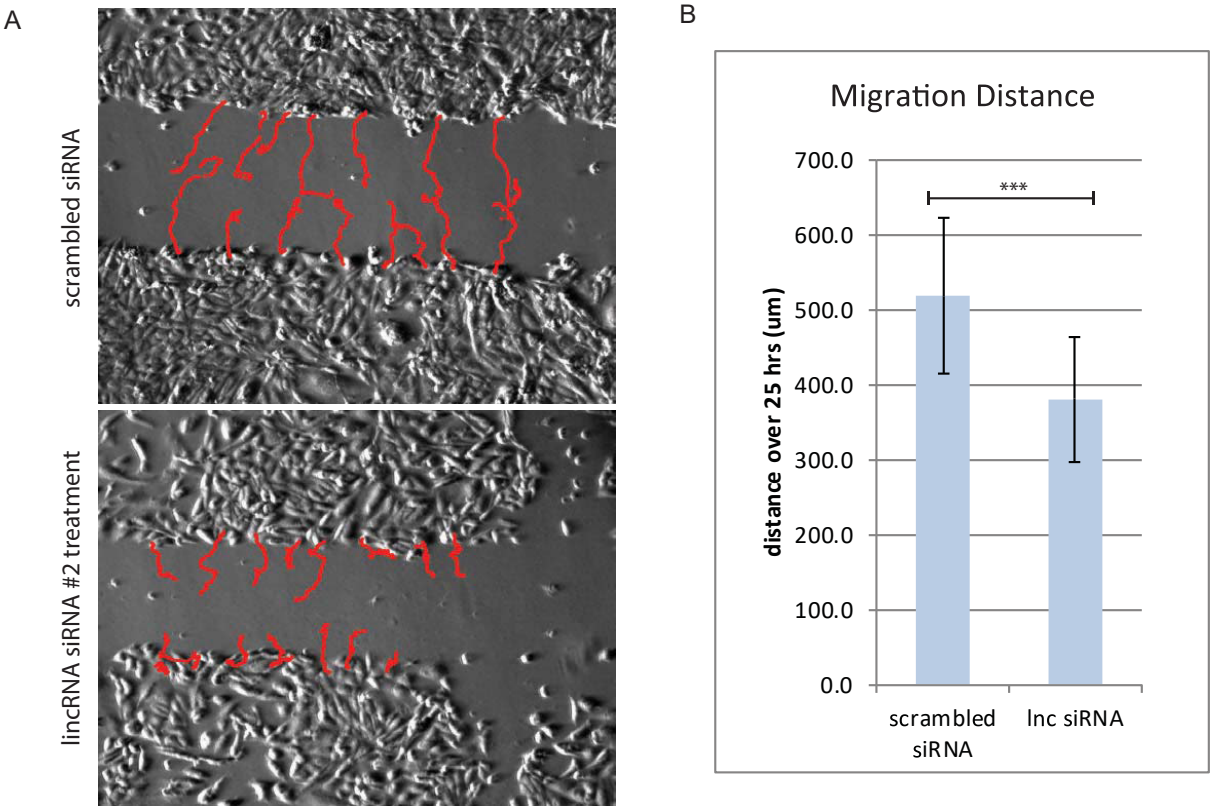 A
scrambled siRNA
lincRNA siRNA #2 treatment
B
Migration Distance
distance over 25 hrs (um)
700.0
600.0
500.0
400.0
300.0
200.0
100.0
0.0
***
scrambled
siRNA
lnc siRNA